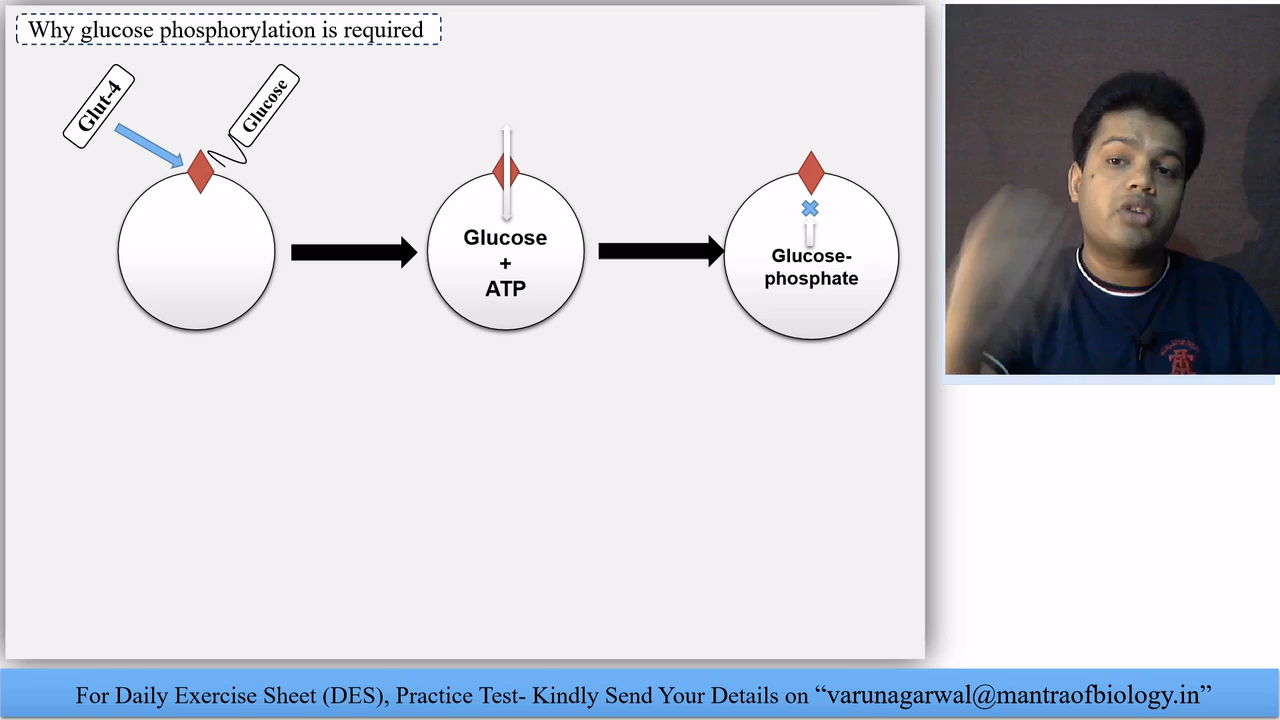 Why glucose phosphorylation is required
Glut-4
Glucose
Glucose
+
ATP
Glucose-
phosphate
For Daily Exercise Sheet (DES), Practice Test- Kindly Send Your Details on “varunagarwal@mantraofbiology.in”